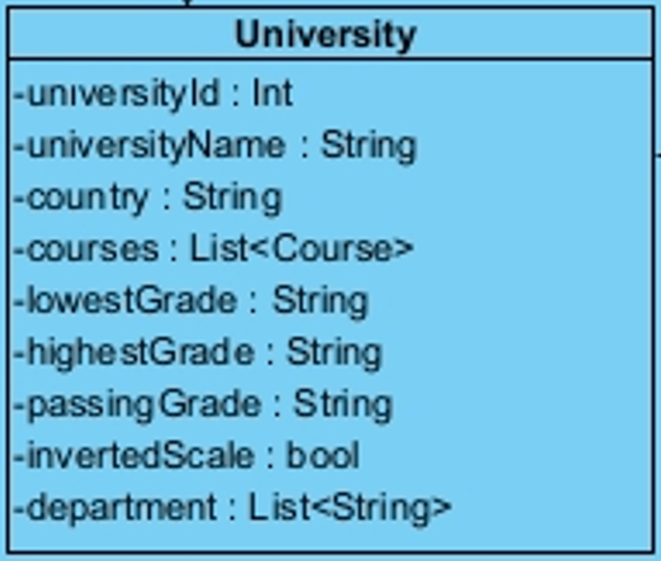 University
-universityId : Int
-universityName : String
-country : String
-courses : List<Course>
-lowestGrade : String
-highestGrade : String
-passingGrade : String
-invertedScale : bool
-department : List<String>